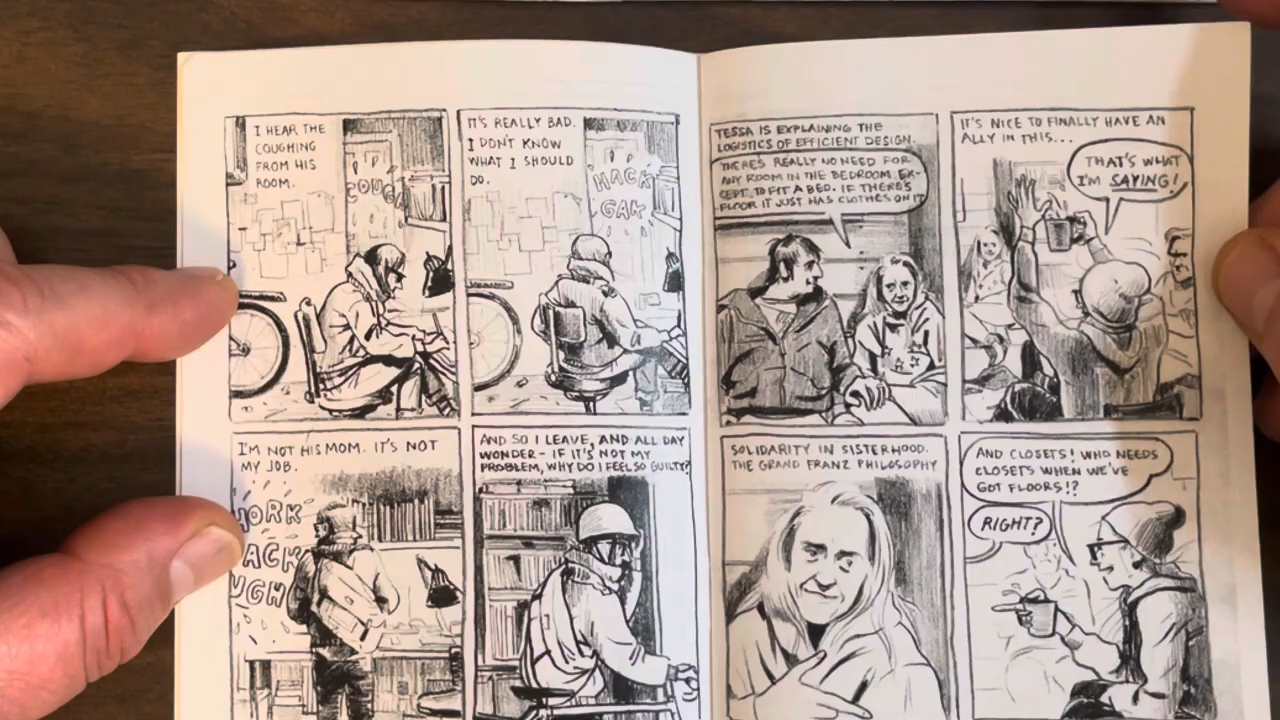 I HEAR THE
COUGHING
FROM HIS
ROOM.
COUGH
IT'S REALLY BAD.
I DON'T KNOW
WHAT I SHOULD
DO.
HACK
GAK
I'M NOT HIS MOM. IT'S NOT
MY JOB.
HORK
HACK
UGH
AND SO I LEAVE, AND ALL DAY
WONDER - IF IT'S NOT MY
PROBLEM, WHY DO I FEEL SO GUILTY?
TESSA IS EXPLAINING THE
LOGISTICS OF EFFICIENT DESIGN.
THERE'S REALLY NO NEED FOR
ANY ROOM IN THE BEDROOM, EX-
CEPT, TO FIT A BED. IF THERE'S
FLOOR IT JUST HAS CLOTHES ON IT
IT'S NICE TO FINALLY HAVE AN
ALLY IN THIS...
THAT'S WHAT
I'M SAYING!
SOLIDARITY IN SISTERHOOD.
THE GRAND FRANZ PHILOSOPHY
AND CLOSETS! WHO NEEDS
CLOSETS WHEN WE'VE
GOT FLOORS!?
RIGHT?